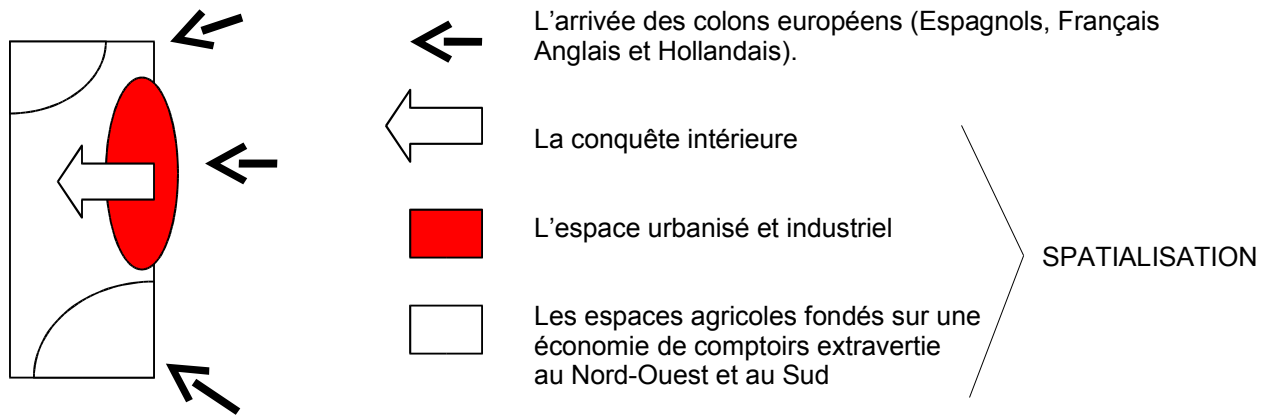 L'arrivée des colons européens (Espagnols, Français
Anglais et Hollandais).
La conquête intérieure
L'espace urbanisé et industriel
SPATIALISATION
Les espaces agricoles fondés sur une
économie de comptoirs extravertie
au Nord-Ouest et au Sud